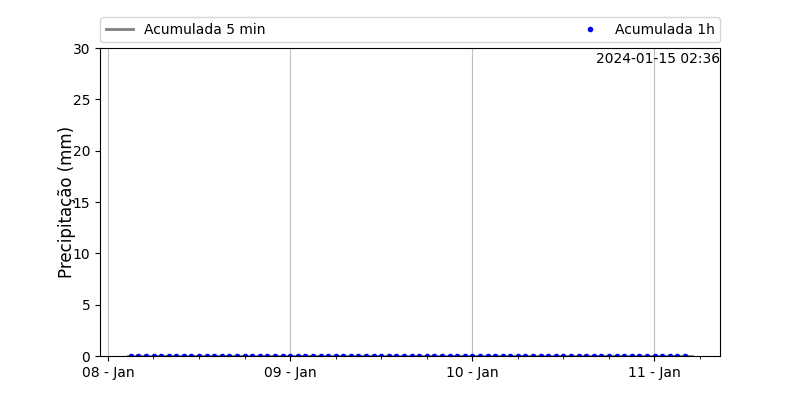 Acumulada 5 min
Acumulada 1h
2024-01-15 02:36
Precipitação (mm)
30
25
20
15
10
5
0
08 - Jan
09 - Jan
10 - Jan
11 - Jan